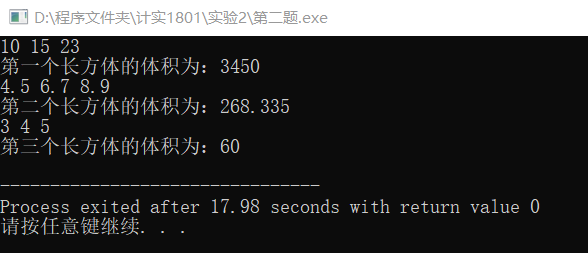 D:\程序文件夹\计实1801\实验2\第二题.exe
10 15 23
第一个长方体的体积为：3450
4.5 6.7 8.9
第二个长方体的体积为：268.335
3 4 5
第三个长方体的体积为：60
--------------------------------
Process exited after 17.98 seconds with return value 0
请按任意键继续. . .